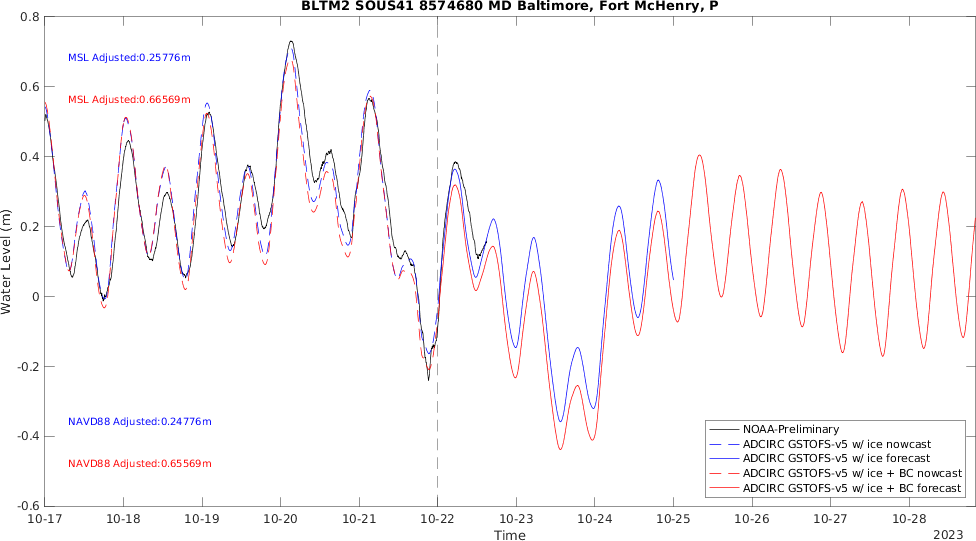 BLTM2 SOUS41 8574680 MD Baltimore, Fort McHenry, P
0.8
0.6
0.4
0.2
0
-0.2
-0.4
-0.6
Water Level (m)
MSL Adjusted:0.25776m
MSL Adjusted:0.66569m
NAVD88 Adjusted:0.24776m
NAVD88 Adjusted:0.65569m
NOAA-Preliminary
ADCIRC GSTOFS-v5 w/ ice nowcast
ADCIRC GSTOFS-v5 w/ ice forecast
ADCIRC GSTOFS-v5 w/ ice + BC nowcast
ADCIRC GSTOFS-v5 w/ ice + BC forecast
10-17 10-18 10-19 10-20 10-21 10-22 10-23 10-24 10-25 10-26 10-27 10-28
Time
2023